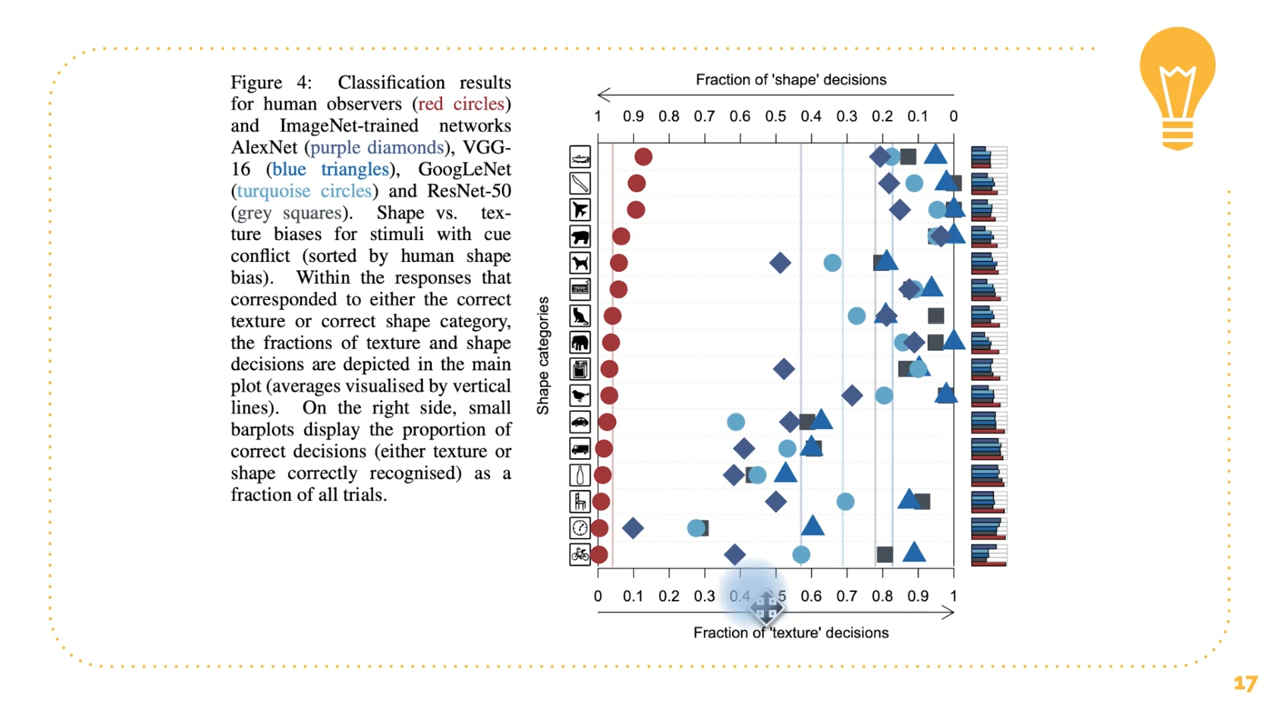 Figure 4: Classification results
for human observers (red circles)
and ImageNet-trained networks
AlexNet (purple diamonds), VGG-
16 (blue triangles), GoogLeNet
(turquoise circles) and ResNet-50
(grey squares). Shape vs. tex-
ture biases for stimuli with cue
conflict (sorted by human shape
bias). Within the responses that
corresponded to either the correct
texture or correct shape category,
the fractions of texture and shape
decisions are depicted in the main
plot (averages visualised by vertical
lines). On the right side, small
barplots display the proportion of
correct decisions (either texture or
shape correctly recognised) as a
fraction of all trials.
Fraction of 'shape' decisions
1 0.9 0.8 0.7 0.6 0.5 0.4 0.3 0.2 0.1 0
Shape categories
0 0.1 0.2 0.3 0.4 0.5 0.6 0.7 0.8 0.9 1
Fraction of 'texture' decisions
17